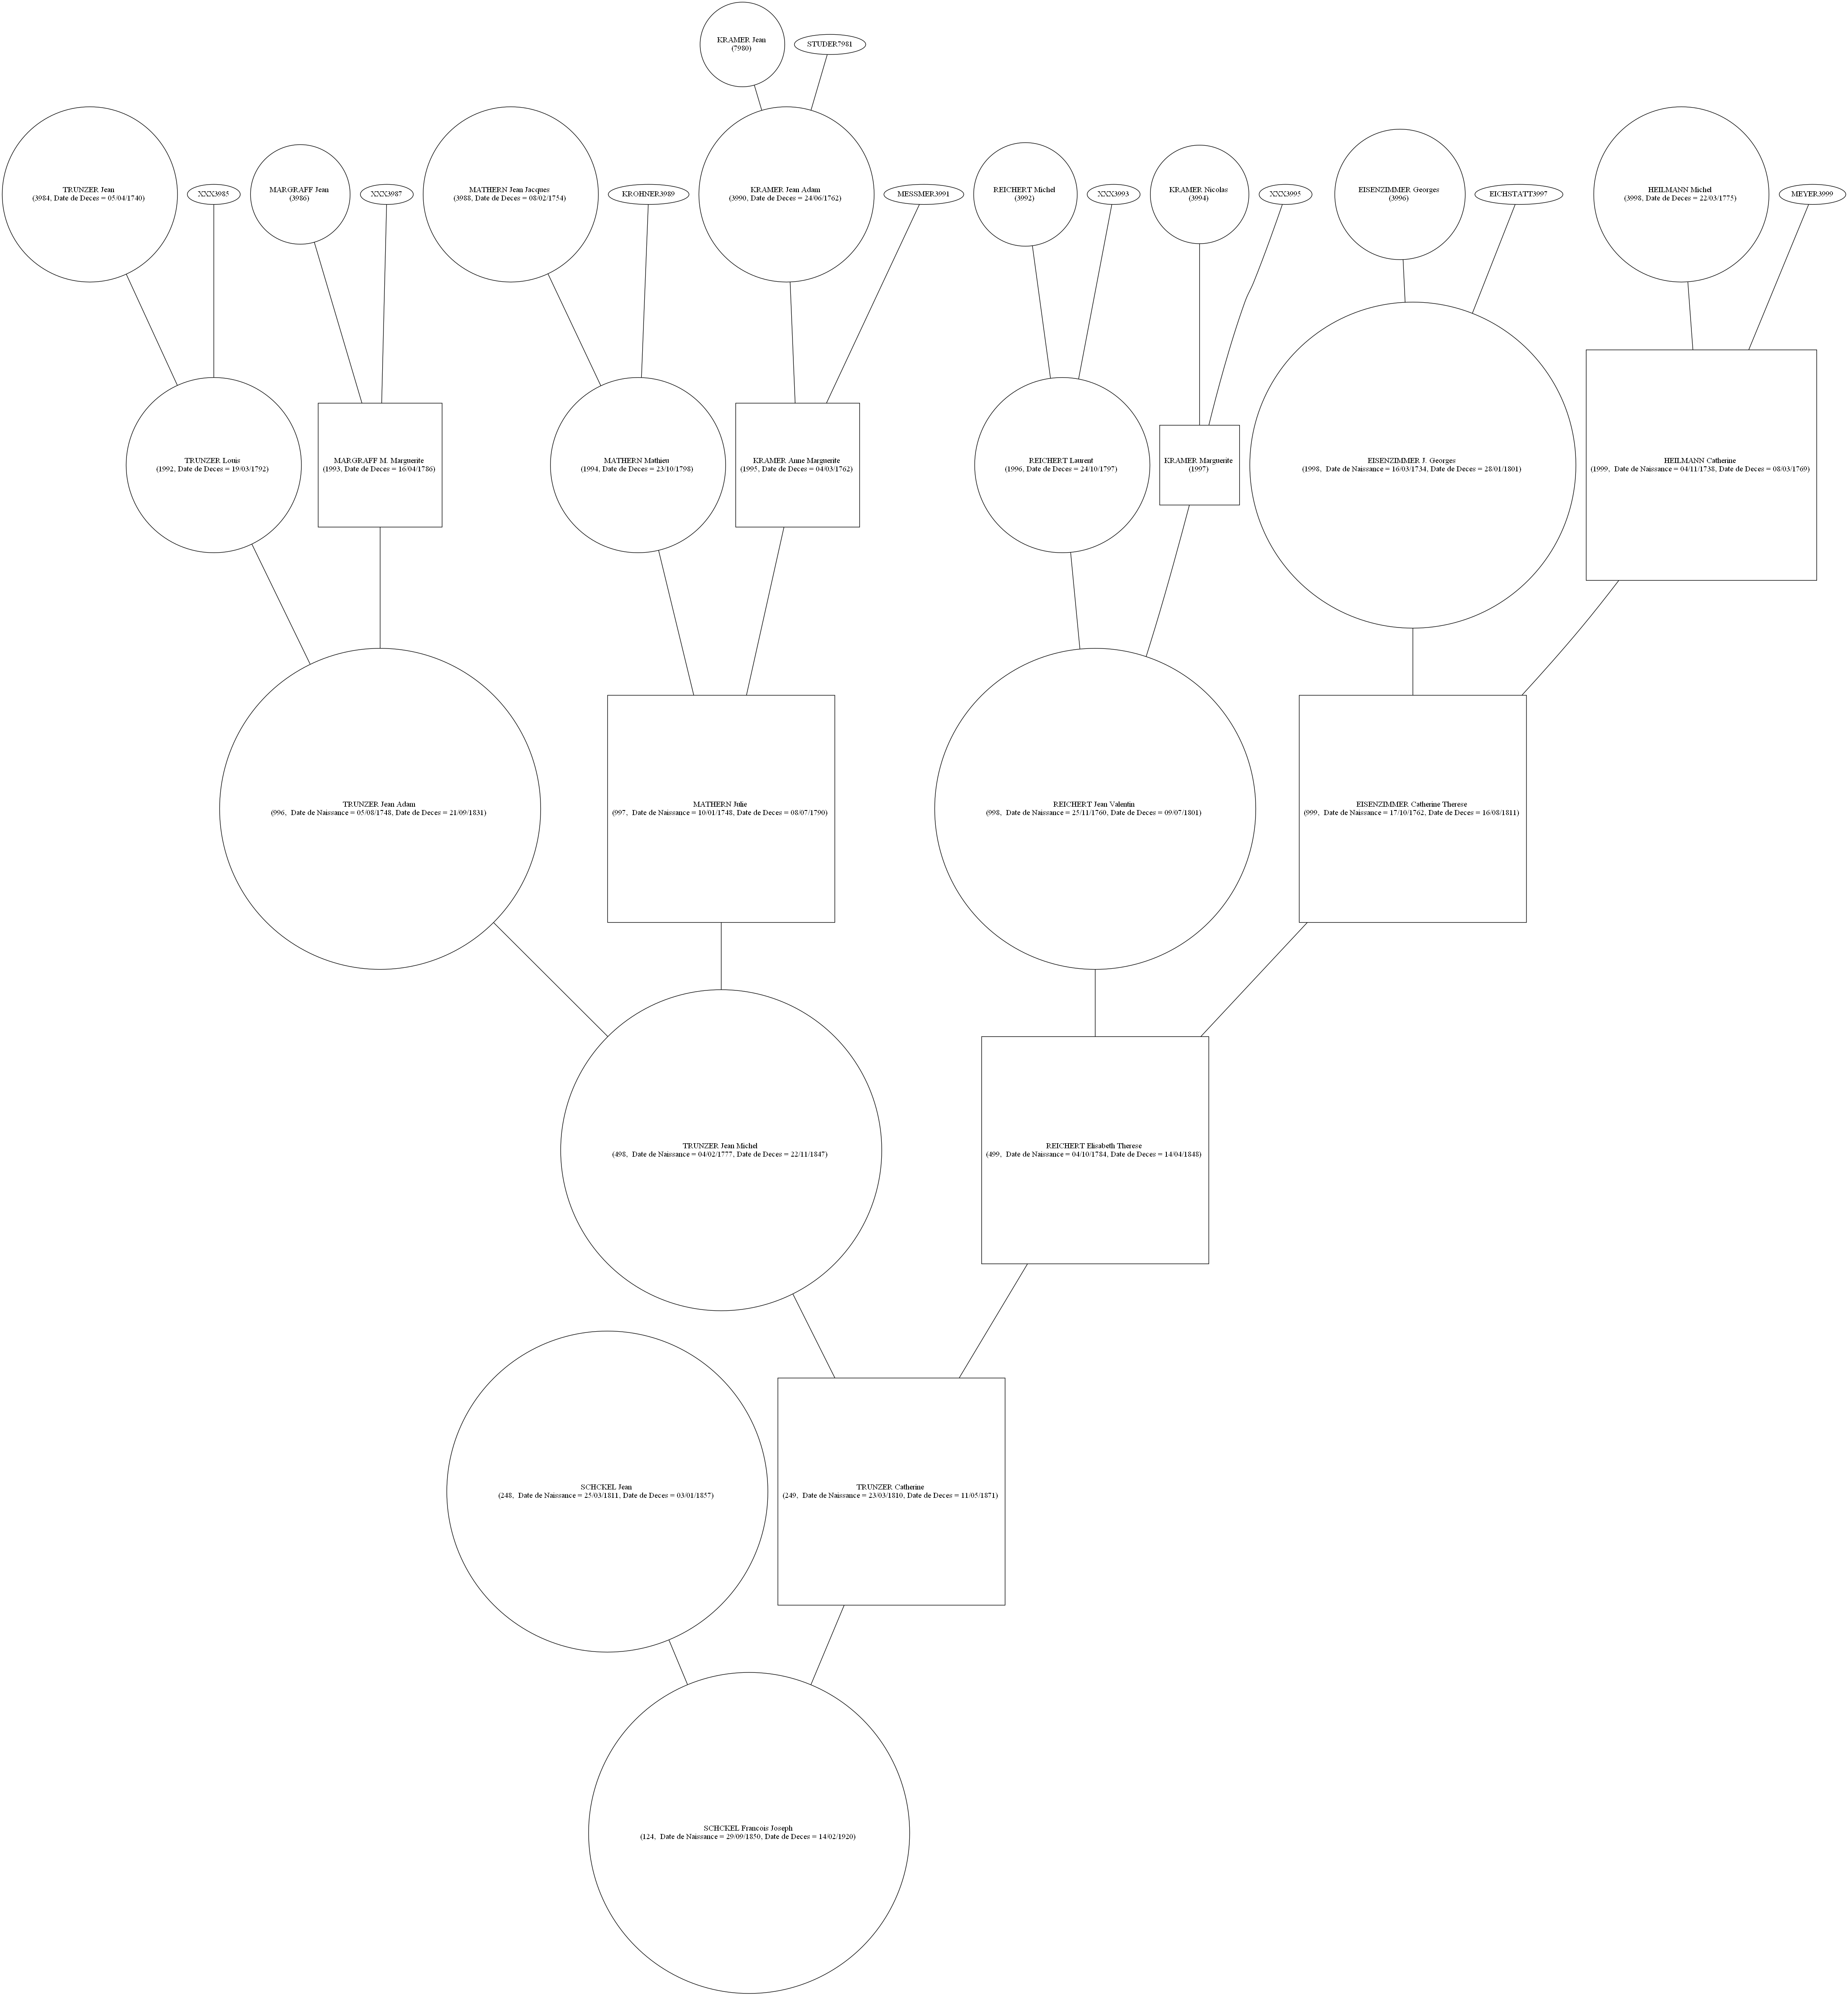 KRAMER Jean
(7980)
STUDER7981
TRUNZER Jean
(3984, Date de Deces = 05/04/1740)
XXX3985
MARGRAFF Jean
(3986)
XXX3987
MATHERN Jean Jacques
(3988, Date de Deces = 08/02/1754)
KROHNER3989
KRAMER Jean Adam
(3990, Date de Deces = 24/06/1762)
MESSMER3991
REICHERT Michel
(3992)
XXX3993
KRAMER Nicolas
(3994)
XXX3995
EISENZIMMER Georges
(3996)
EICHSTATT3997
HEILMANN Michel
(3998, Date de Deces = 22/03/1775)
MEYER3999
TRUNZER Louis
(1992, Date de Deces = 19/03/1792)
MARGRAFF M. Marguerite
(1993, Date de Deces = 16/04/1786)
MATHERN Mathieu
(1994, Date de Deces = 23/10/1798)
KRAMER Anne Marguerite
(1995, Date de Deces = 04/03/1762)
REICHERT Laurent
(1996, Date de Deces = 24/10/1797)
KRAMER Marguerite
(1997)
EISENZIMMER J. Georges
(1998,  Date de Naissance = 16/03/1734, Date de Deces = 28/01/1801)
HEILMANN Catherine
(1999,  Date de Naissance = 04/11/1738, Date de Deces = 08/03/1769)
TRUNZER Jean Adam
(996,  Date de Naissance = 05/08/1748, Date de Deces = 21/09/1831)
MATHERN Julie
(997,  Date de Naissance = 10/01/1748, Date de Deces = 08/07/1790)
REICHERT Jean Valentin
(998,  Date de Naissance = 25/11/1760, Date de Deces = 09/07/1801)
EISENZIMMER Catherine Therese
(999,  Date de Naissance = 17/10/1762, Date de Deces = 16/08/1811)
TRUNZER Jean Michel
(498,  Date de Naissance = 04/02/1777, Date de Deces = 22/11/1847)
REICHERT Elisabeth Therese
(499,  Date de Naissance = 04/10/1784, Date de Deces = 14/04/1848)
SCHCKEL Jean
(248,  Date de Naissance = 25/03/1811, Date de Deces = 03/01/1857)
TRUNZER Catherine
(249,  Date de Naissance = 23/03/1810, Date de Deces = 11/05/1871)
SCHCKEL Francois Joseph
(124,  Date de Naissance = 29/09/1850, Date de Deces = 14/02/1920)